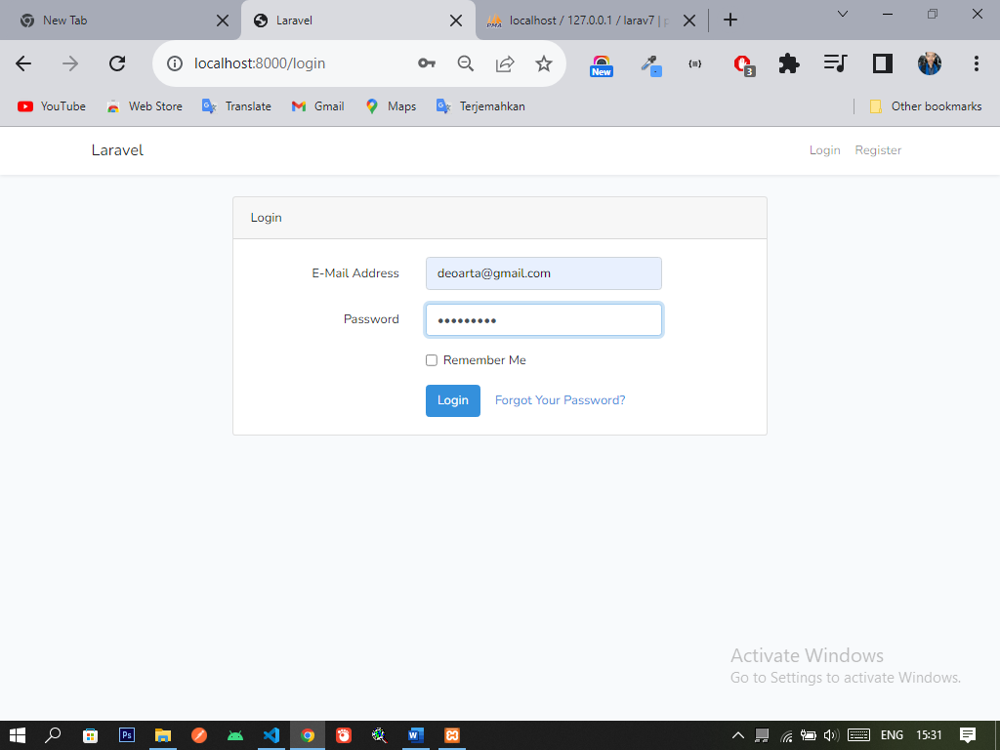 New Tab
Laravel
PMA
localhost / 127.0.0.1 / larav7 |
localhost:8000/login
New
3
YouTube
Web Store
Translate
Gmail
Maps
Terjemahkan
Other bookmarks
Laravel
Login
Register
Login
E-Mail Address
deoarta@gmail.com
Password
Remember Me
Login
Forgot Your Password?
Activate Windows
Go to Settings to activate Windows.
Ps
ENG
15:31